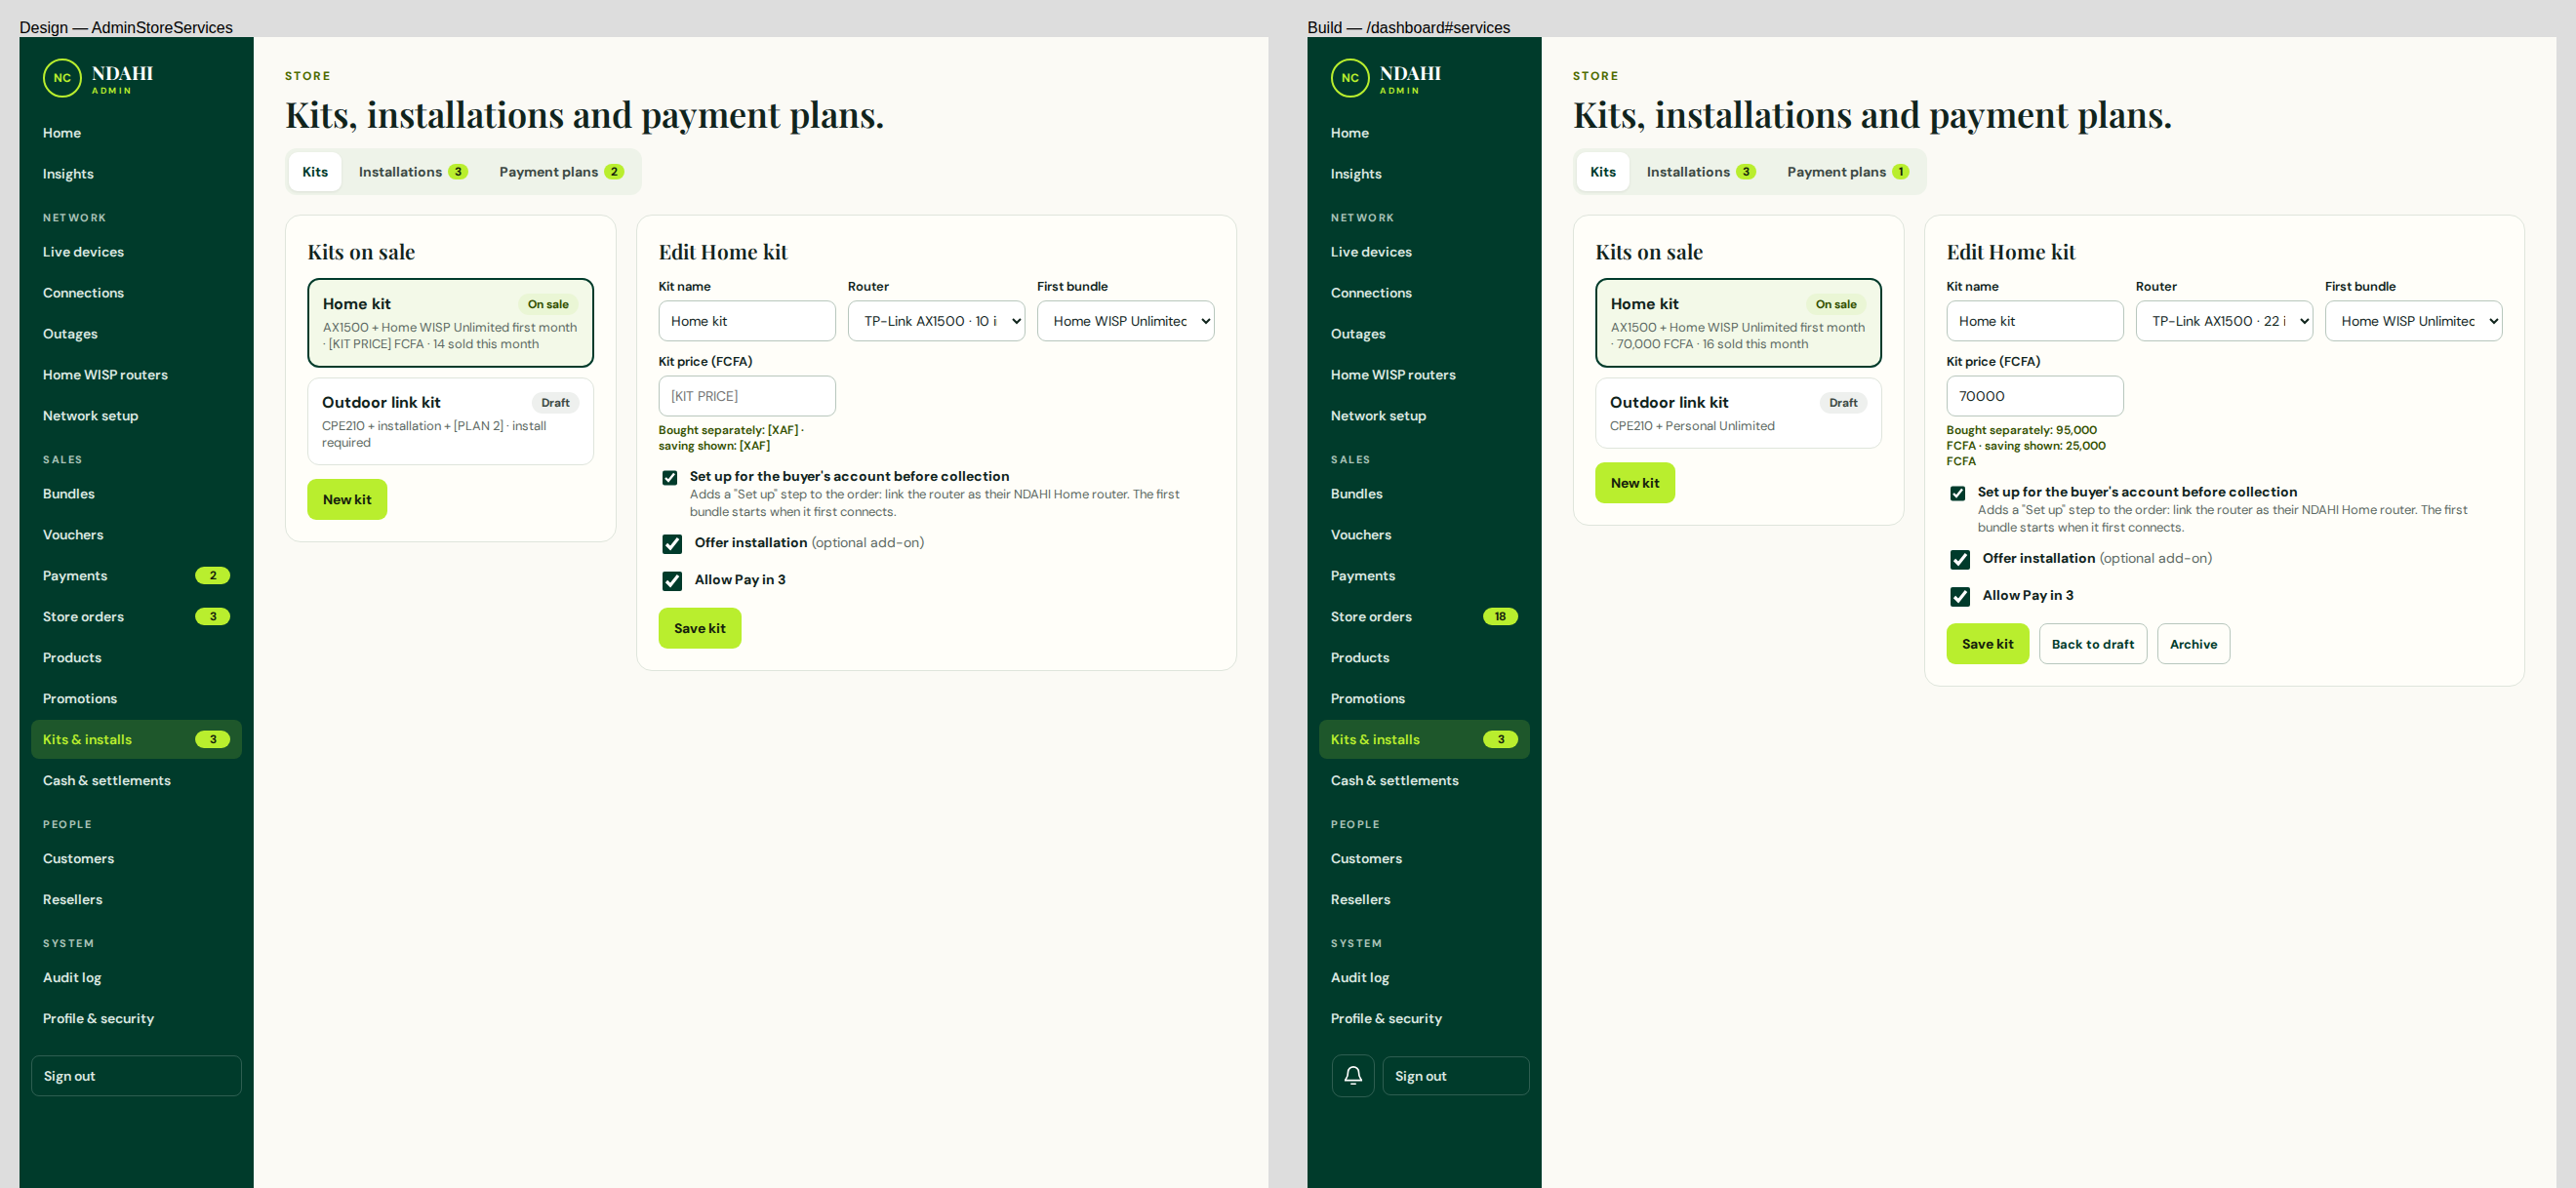 Design — AdminStoreServices
NC
NDAHI
ADMIN
Home
Insights
NETWORK
Live devices
Connections
Outages
Home WISP routers
Network setup
SALES
Bundles
Vouchers
Payments 2
Store orders 3
Products
Promotions
Kits & installs 3
Cash & settlements
PEOPLE
Customers
Resellers
SYSTEM
Audit log
Profile & security
Sign out
STORE
Kits, installations and payment plans.
Kits Installations 3 Payment plans 2
Kits on sale
Home kit On sale
AX1500 + Home WISP Unlimited first month
· [KIT PRICE] FCFA · 14 sold this month
Outdoor link kit Draft
CPE210 + installation + [PLAN 2] · install
required
New kit
Edit Home kit
Kit name Router First bundle
Home kit TP-Link AX1500 · 10 i Home WISP Unlimited
Kit price (FCFA)
[KIT PRICE]
Bought separately: [XAF] ·
saving shown: [XAF]
Set up for the buyer's account before collection
Adds a "Set up" step to the order: link the router as their NDAHI Home router. The first
bundle starts when it first connects.
Offer installation (optional add-on)
Allow Pay in 3
Save kit
Build — /dashboard#services
NC
NDAHI
ADMIN
Home
Insights
NETWORK
Live devices
Connections
Outages
Home WISP routers
Network setup
SALES
Bundles
Vouchers
Payments
Store orders 18
Products
Promotions
Kits & installs 3
Cash & settlements
PEOPLE
Customers
Resellers
SYSTEM
Audit log
Profile & security
Sign out
STORE
Kits, installations and payment plans.
Kits Installations 3 Payment plans 1
Kits on sale
Home kit On sale
AX1500 + Home WISP Unlimited first month
· 70,000 FCFA · 16 sold this month
Outdoor link kit Draft
CPE210 + Personal Unlimited
New kit
Edit Home kit
Kit name Router First bundle
Home kit TP-Link AX1500 · 22 i Home WISP Unlimited
Kit price (FCFA)
70000
Bought separately: 95,000
FCFA · saving shown: 25,000
FCFA
Set up for the buyer's account before collection
Adds a "Set up" step to the order: link the router as their NDAHI Home router. The first
bundle starts when it first connects.
Offer installation (optional add-on)
Allow Pay in 3
Save kit Back to draft Archive